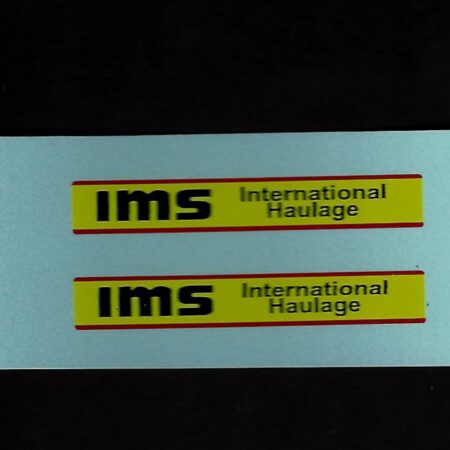 ims International
Haulage
ims International
Haulage